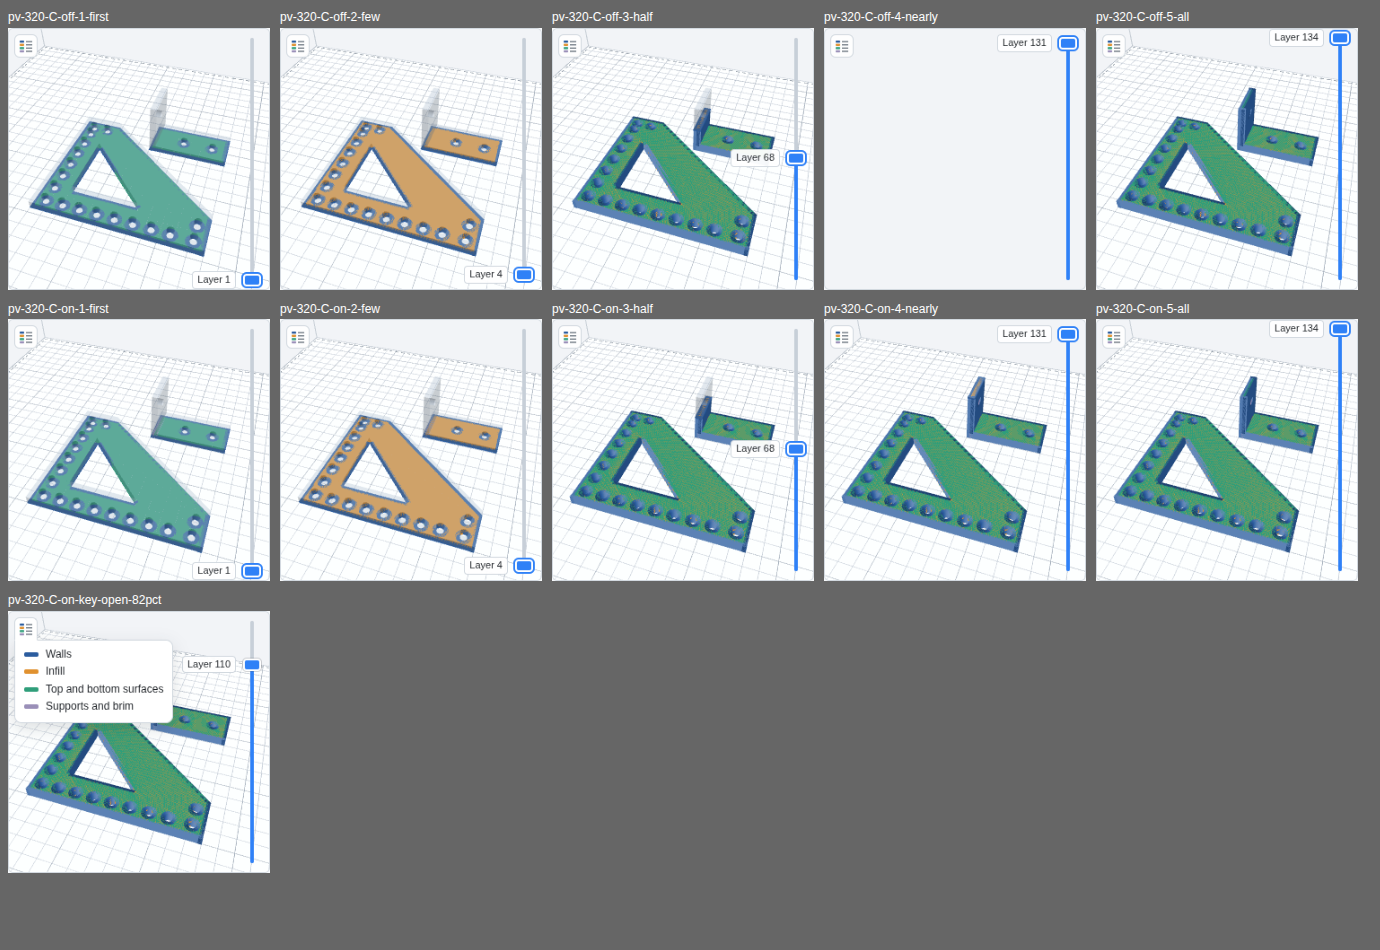 pv-320-C-off-1-first
pv-320-C-off-2-few
pv-320-C-off-3-half
pv-320-C-off-4-nearly
pv-320-C-off-5-all
Layer 1
Layer 4
Layer 68
Layer 131
Layer 134
pv-320-C-on-1-first
pv-320-C-on-2-few
pv-320-C-on-3-half
pv-320-C-on-4-nearly
pv-320-C-on-5-all
Layer 1
Layer 4
Layer 68
Layer 131
Layer 134
pv-320-C-on-key-open-82pct
Walls
Infill
Top and bottom surfaces
Supports and brim
Layer 110